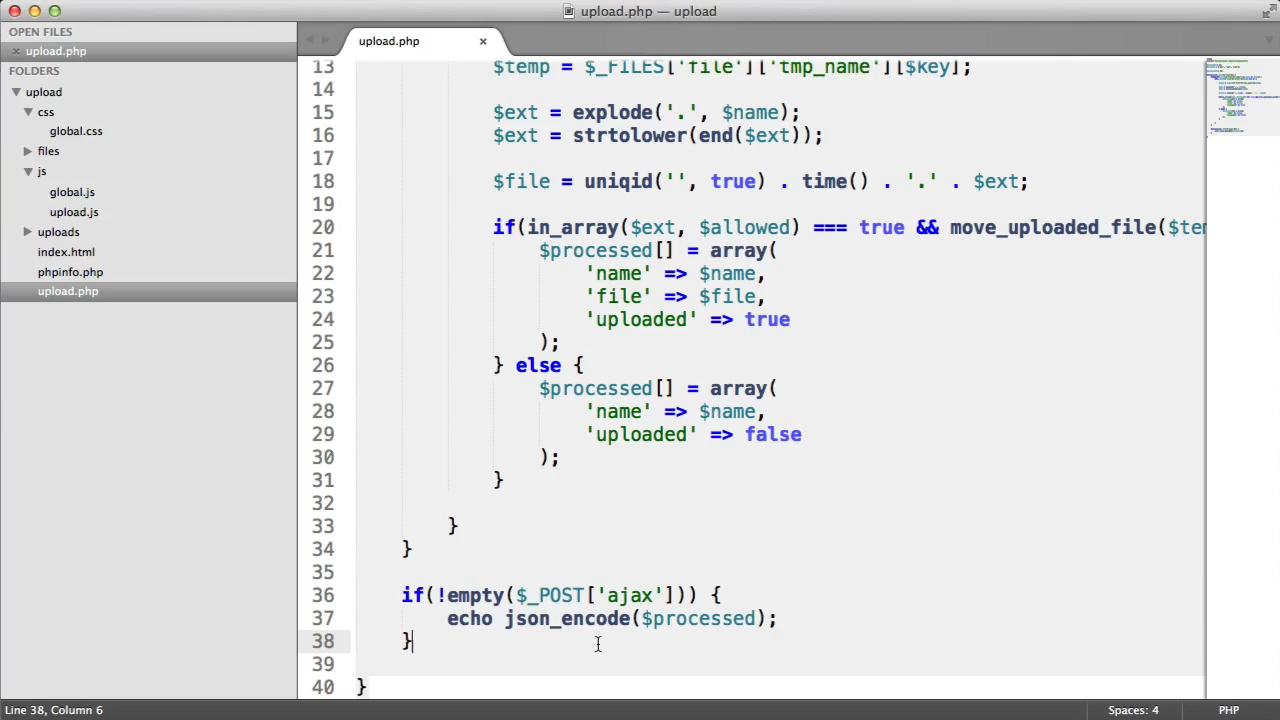 upload.php — upload
OPEN FILES
upload.php
FOLDERS
upload
css
global.css
files
js
global.js
upload.js
uploads
index.html
phpinfo.php
upload.php
upload.php
13 $temp = $_FILES['file']['tmp_name'][$key];
14
15 $ext = explode('.', $name);
16 $ext = strtolower(end($ext));
17
18 $file = uniqid('', true) . time() . '.' . $ext;
19
20 if(in_array($ext, $allowed) === true && move_uploaded_file($ten
21 $processed[] = array(
22 'name' => $name,
23 'file' => $file,
24 'uploaded' => true
25 );
26 } else {
27 $processed[] = array(
28 'name' => $name,
29 'uploaded' => false
30 );
31 }
32
33 }
34 }
35
36 if(!empty($_POST['ajax'])) {
37 echo json_encode($processed);
38 }
39
40 }
Line 38, Column 6
Spaces: 4
PHP